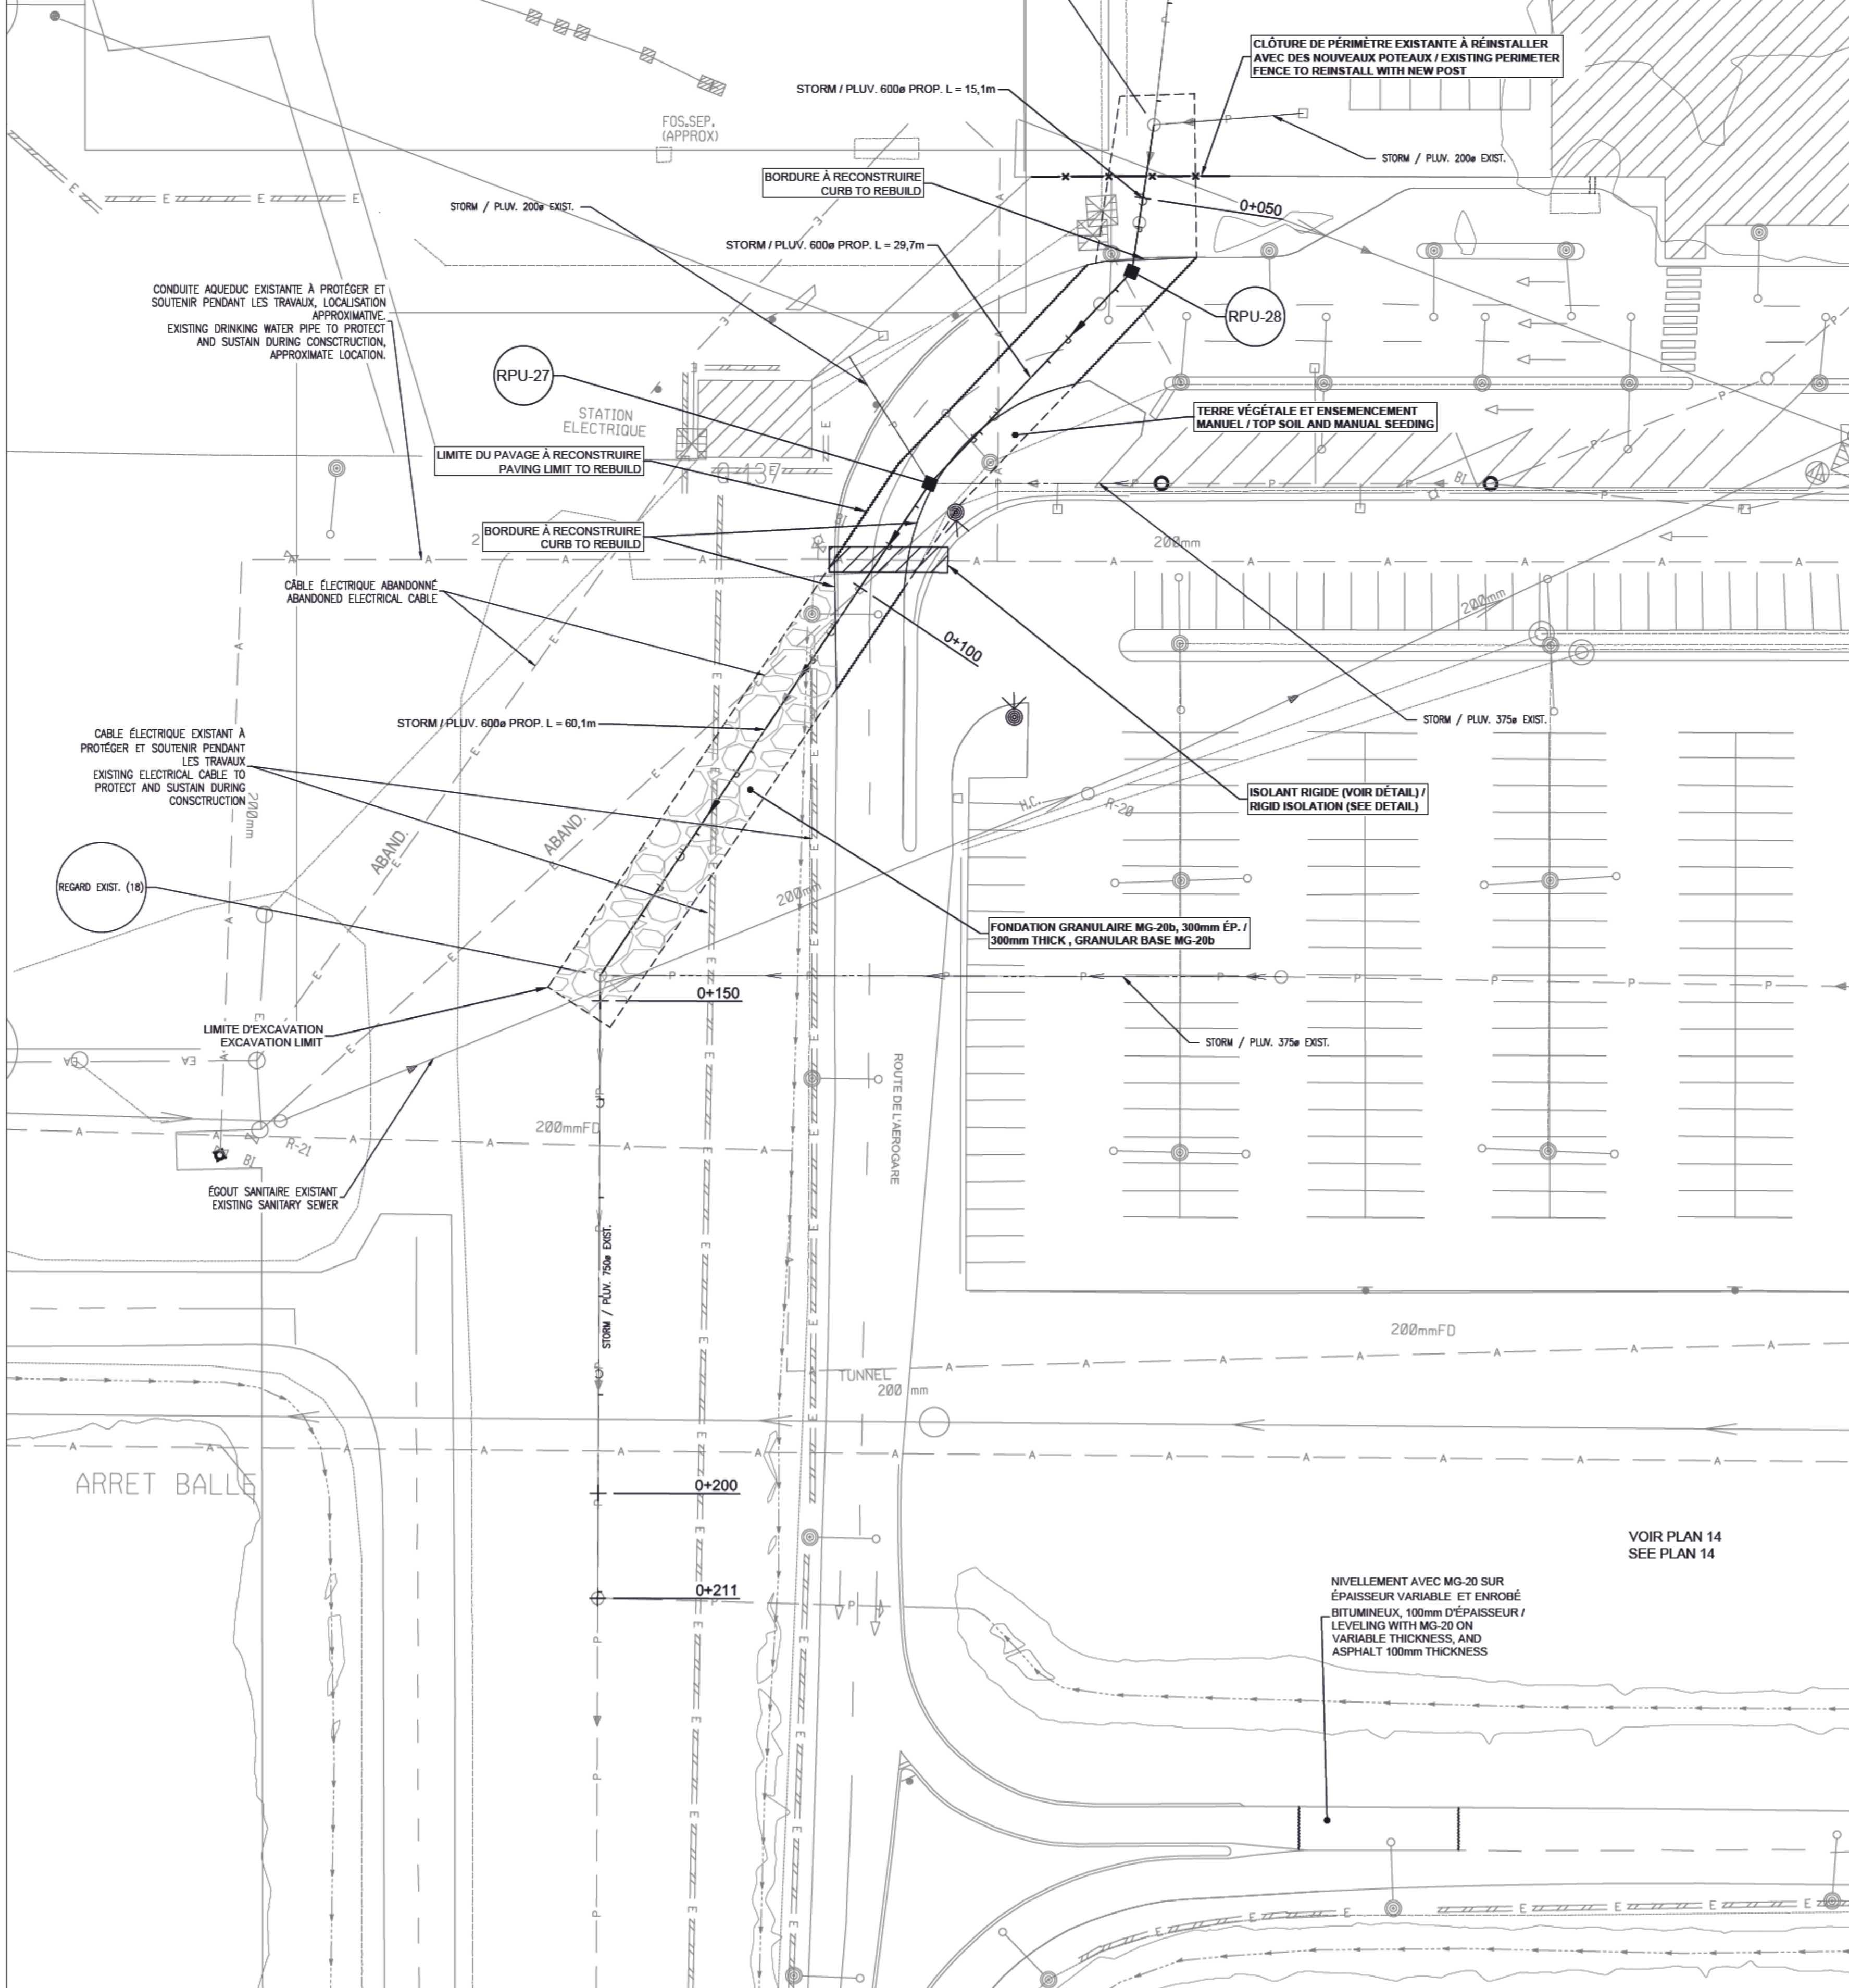 CLÔTURE DE PÉRIMÈTRE EXISTANTE À RÉINSTALLER
AVEC DES NOUVEAUX POTEAUX / EXISTING PERIMETER
FENCE TO REINSTALL WITH NEW POST
STORM / PLUV. 600ø PROP. L = 15,1m
FOS.SEP.
(APPROX)
STORM / PLUV. 200ø EXIST.
BORDURE À RECONSTRUIRE
CURB TO REBUILD
STORM / PLUV. 200ø EXIST.
0+050
STORM / PLUV. 600ø PROP. L = 29,7m
CONDUITE AQUEDUC EXISTANTE À PROTÉGER ET
SOUTENIR PENDANT LES TRAVAUX, LOCALISATION
APPROXIMATIVE.
EXISTING DRINKING WATER PIPE TO PROTECT
AND SUSTAIN DURING CONSCTRUCTION,
APPROXIMATE LOCATION.
RPU-28
RPU-27
STATION
ELECTRIQUE
TERRE VÉGÉTALE ET ENSEMENCEMENT
MANUEL / TOP SOIL AND MANUAL SEEDING
LIMITE DU PAVAGE À RECONSTRUIRE
PAVING LIMIT TO REBUILD
BI
BORDURE À RECONSTRUIRE
CURB TO REBUILD
200mm
CÂBLE ÉLECTRIQUE ABANDONNÉ
ABANDONED ELECTRICAL CABLE
200mm
0+100
STORM / PLUV. 600ø PROP. L = 60,1m
STORM / PLUV. 375ø EXIST.
CABLE ÉLECTRIQUE EXISTANT À
PROTÉGER ET SOUTENIR PENDANT
LES TRAVAUX
EXISTING ELECTRICAL CABLE TO
PROTECT AND SUSTAIN DURING
CONSCTRUCTION
200mm
ISOLANT RIGIDE (VOIR DÉTAIL) /
RIGID ISOLATION (SEE DETAIL)
H.C.
R-20
ABAND.
ABAND.
REGARD EXIST. (18)
200mm
FONDATION GRANULAIRE MG-20b, 300mm ÉP. /
300mm THICK , GRANULAR BASE MG-20b
0+150
LIMITE D'EXCAVATION
EXCAVATION LIMIT
STORM / PLUV. 375ø EXIST.
ROUTE DE L'AEROGARE
200mmFD
R-21
BI
ÉGOUT SANITAIRE EXISTANT
EXISTING SANITARY SEWER
STORM / PLUV. 750ø EXIST.
200mmFD
TUNNEL
200 mm
ARRET BALLE
0+200
VOIR PLAN 14
SEE PLAN 14
0+211
NIVELLEMENT AVEC MG-20 SUR
ÉPAISSEUR VARIABLE ET ENROBÉ
BITUMINEUX, 100mm D'ÉPAISSEUR /
LEVELING WITH MG-20 ON
VARIABLE THICKNESS, AND
ASPHALT 100mm THICKNESS